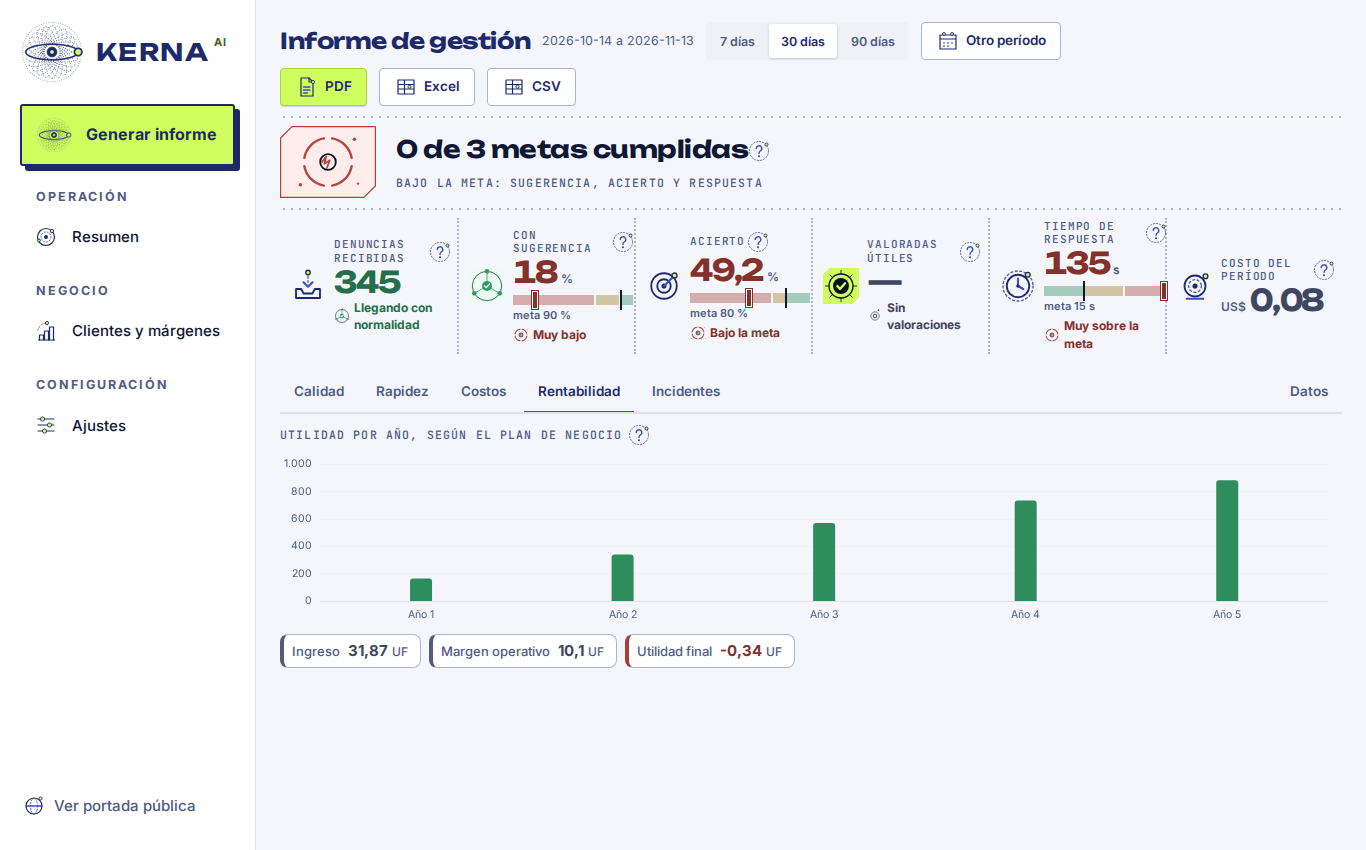 KERNA AI
Generar informe
OPERACIÓN
Resumen
NEGOCIO
Clientes y márgenes
CONFIGURACIÓN
Ajustes
Ver portada pública
Informe de gestión 2026-10-14 a 2026-11-13 7 días 30 días 90 días Otro período
PDF Excel CSV
0 de 3 metas cumplidas ?
BAJO LA META: SUGERENCIA, ACIERTO Y RESPUESTA
DENUNCIAS
RECIBIDAS ?
345
Llegando con
normalidad
CON
SUGERENCIA ?
18 %
meta 90 %
Muy bajo
ACIERTO ?
49,2 %
meta 80 %
Bajo la meta
VALORADAS
ÚTILES ?
—
Sin
valoraciones
TIEMPO DE
RESPUESTA ?
135 s
meta 15 s
Muy sobre la
meta
COSTO DEL
PERÍODO ?
US$ 0,08
Calidad Rapidez Costos Rentabilidad Incidentes Datos
UTILIDAD POR AÑO, SEGÚN EL PLAN DE NEGOCIO ?
1.000
800
600
400
200
0
Año 1 Año 2 Año 3 Año 4 Año 5
Ingreso 31,87 UF Margen operativo 10,1 UF Utilidad final -0,34 UF